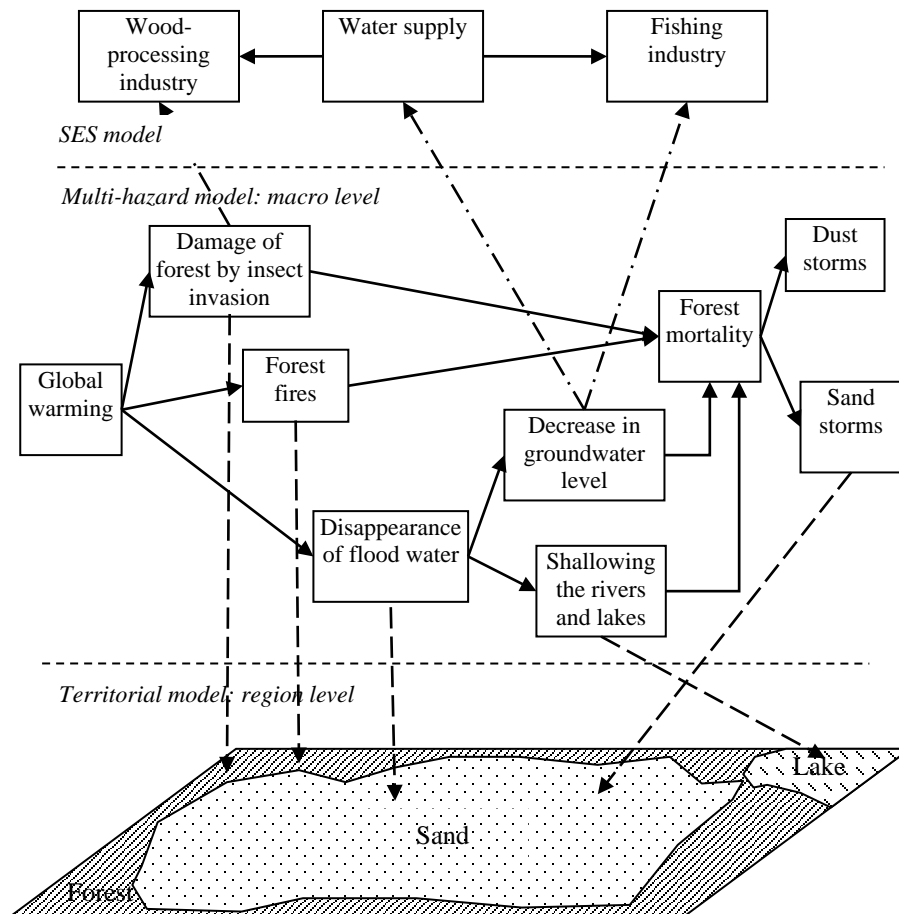 Wood-
processing
industry
Water supply
Fishing
industry
SES model
Multi-hazard model: macro level
Damage of
forest by insect
invasion
Dust
storms
Forest
mortality
Global
warming
Forest
fires
Sand
storms
Decrease in
groundwater
level
Disappearance
of flood water
Shallowing
the rivers
and lakes
Territorial model: region level
Lake
Sand
Forest